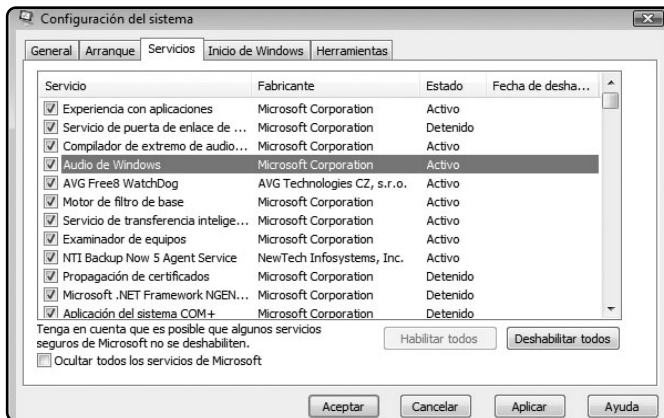 Configuración del sistema
General Arranque Servicios Inicio de Windows Herramientas
Servicio Fabricante Estado Fecha de desha...
Experiencia con aplicaciones Microsoft Corporation Activo
Servicio de puerta de enlace de ... Microsoft Corporation Detenido
Compilador de extremo de audio... Microsoft Corporation Activo
Audio de Windows Microsoft Corporation Activo
AVG Free8 WatchDog AVG Technologies CZ, s.r.o. Activo
Motor de filtro de base Microsoft Corporation Activo
Servicio de transferencia intelige... Microsoft Corporation Activo
Examinador de equipos Microsoft Corporation Activo
NTI Backup Now 5 Agent Service NewTech Infosystems, Inc. Activo
Propagación de certificados Microsoft Corporation Detenido
Microsoft .NET Framework NGEN... Microsoft Corporation Detenido
Aplicación del sistema COM+ Microsoft Corporation Detenido
Tenga en cuenta que es posible que algunos servicios
seguros de Microsoft no se deshabiliten.
Habilitar todos Deshabilitar todos
Ocultar todos los servicios de Microsoft
Aceptar Cancelar Aplicar Ayuda